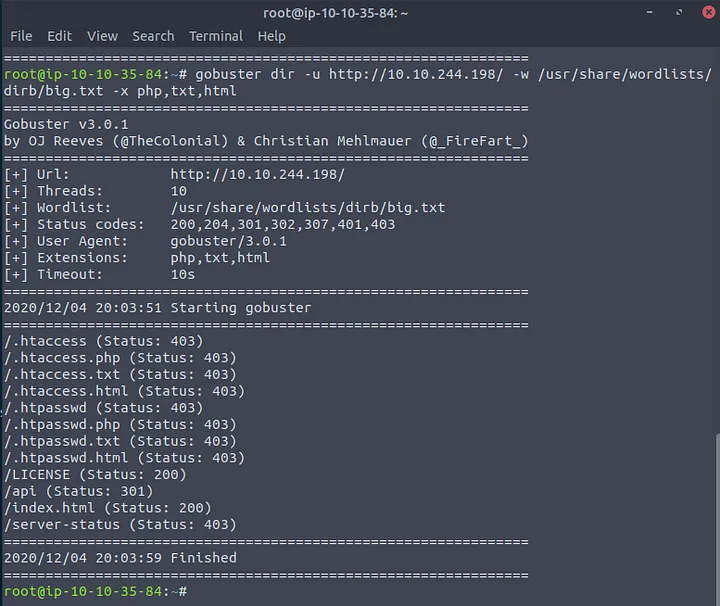 root@ip-10-10-35-84: ~
File Edit View Search Terminal Help
===============================================================
root@ip-10-10-35-84:~# gobuster dir -u http://10.10.244.198/ -w /usr/share/wordlists/
dirb/big.txt -x php,txt,html
===============================================================
Gobuster v3.0.1
by OJ Reeves (@TheColonial) & Christian Mehlmauer (@_FireFart_)
===============================================================
[+] Url:            http://10.10.244.198/
[+] Threads:        10
[+] Wordlist:       /usr/share/wordlists/dirb/big.txt
[+] Status codes:   200,204,301,302,307,401,403
[+] User Agent:     gobuster/3.0.1
[+] Extensions:     php,txt,html
[+] Timeout:        10s
===============================================================
2020/12/04 20:03:51 Starting gobuster
===============================================================
/.htaccess (Status: 403)
/.htaccess.php (Status: 403)
/.htaccess.txt (Status: 403)
/.htaccess.html (Status: 403)
/.htpasswd (Status: 403)
/.htpasswd.php (Status: 403)
/.htpasswd.txt (Status: 403)
/.htpasswd.html (Status: 403)
/LICENSE (Status: 200)
/api (Status: 301)
/index.html (Status: 200)
/server-status (Status: 403)
===============================================================
2020/12/04 20:03:59 Finished
===============================================================
root@ip-10-10-35-84:~#